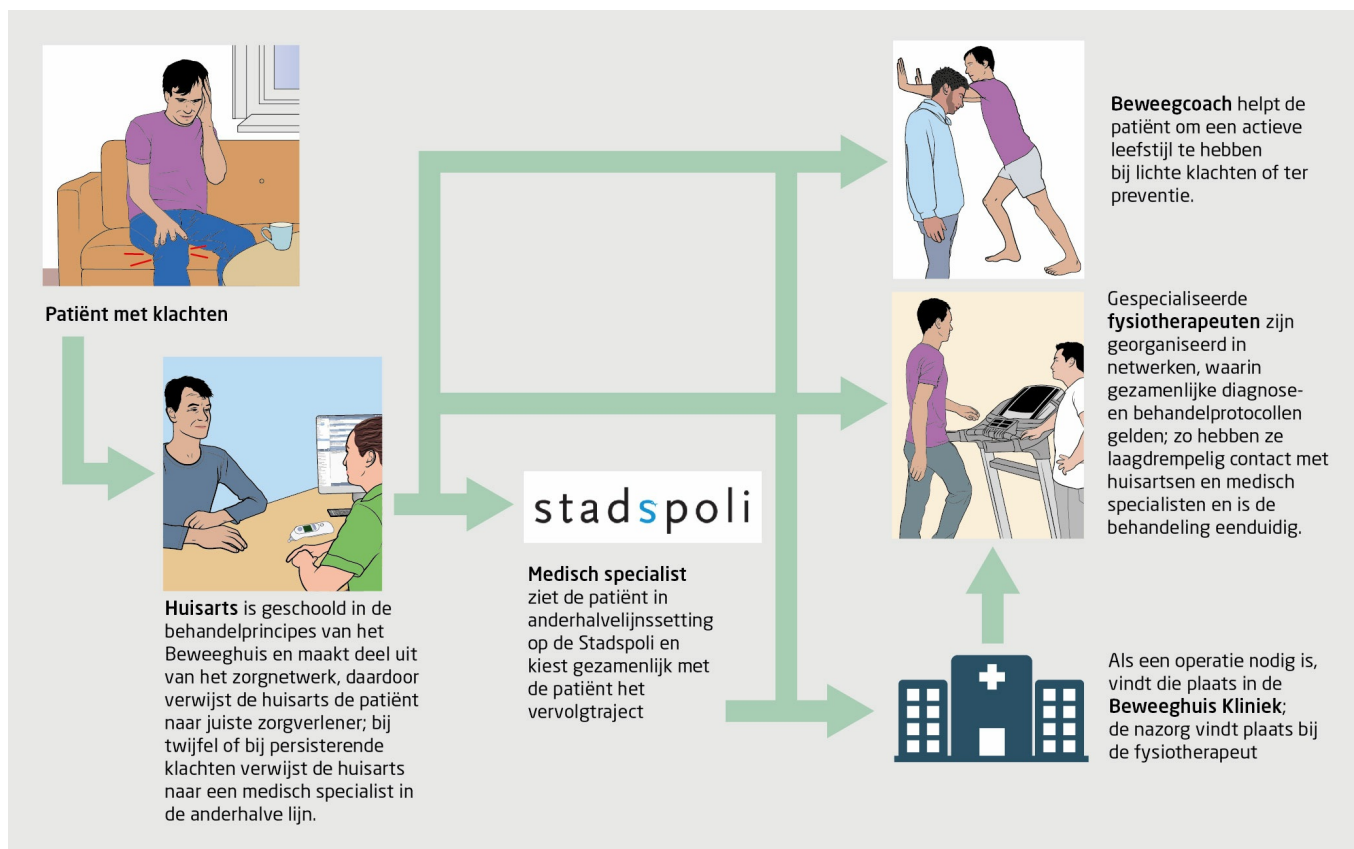 Patiënt met klachten
Huisarts is geschoold in de
behandelprincipes van het
Beweeghuis en maakt deel uit
van het zorgnetwerk, daardoor
verwijst de huisarts de patiënt
naar juiste zorgverlener; bij
twijfel of bij persisterende
klachten verwijst de huisarts
naar een medisch specialist in
de anderhalve lijn.
stadspoli
Medisch specialist
ziet de patiënt in
anderhalvelijnssetting
op de Stadspoli en
kiest gezamenlijk met
de patiënt het
vervolgtraject
Beweegcoach helpt de
patiënt om een actieve
leefstijl te hebben
bij lichte klachten of ter
preventie.
Gespecialiseerde
fysiotherapeuten zijn
georganiseerd in
netwerken, waarin
gezamenlijke diagnose-
en behandelprotocollen
gelden; zo hebben ze
laagdrempelig contact met
huisartsen en medisch
specialisten en is de
behandeling eenduidig.
Als een operatie nodig is,
vindt die plaats in de
Beweeghuis Kliniek;
de nazorg vindt plaats bij
de fysiotherapeut